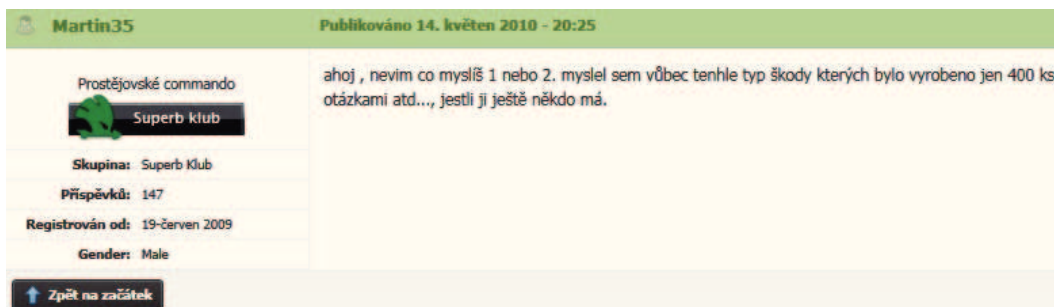 Martin35
Publikováno 14. květen 2010 - 20:25
Prostějovské commando
Superb klub
Skupina: Superb Klub
Příspěvků: 147
Registrován od: 19-červen 2009
Gender: Male
ahoj , nevim co myslíš 1 nebo 2. myslel sem vůbec tenhle typ škody kterých bylo vyrobeno jen 400 ks
otázkami atd..., jestli ji ještě někdo má.
Zpět na začátek